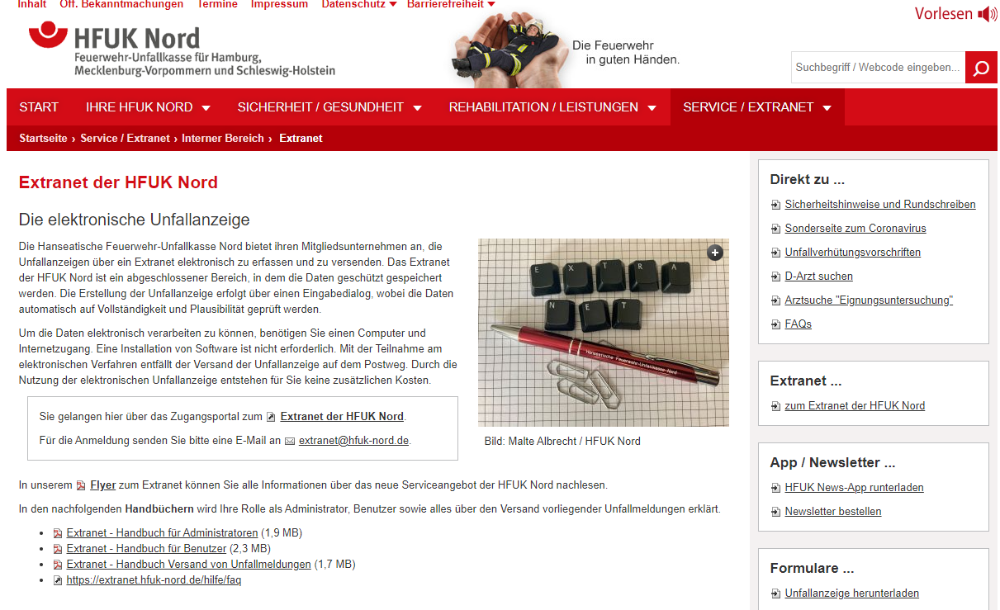 Inhalt Öff. Bekanntmachungen Termine Impressum Datenschutz Barrierefreiheit
Vorlesen
HFUK Nord
Feuerwehr-Unfallkasse für Hamburg,
Mecklenburg-Vorpommern und Schleswig-Holstein
Die Feuerwehr
in guten Händen.
Suchbegriff / Webcode eingeben...
START IHRE HFUK NORD SICHERHEIT / GESUNDHEIT REHABILITATION / LEISTUNGEN SERVICE / EXTRANET
Startseite › Service / Extranet › Interner Bereich › Extranet
Extranet der HFUK Nord
Die elektronische Unfallanzeige
Die Hanseatische Feuerwehr-Unfallkasse Nord bietet ihren Mitgliedsunternehmen an, die
Unfallanzeigen über ein Extranet elektronisch zu erfassen und zu versenden. Das Extranet
der HFUK Nord ist ein abgeschlossener Bereich, in dem die Daten geschützt gespeichert
werden. Die Erstellung der Unfallanzeige erfolgt über einen Eingabedialog, wobei die Daten
automatisch auf Vollständigkeit und Plausibilität geprüft werden.
Um die Daten elektronisch verarbeiten zu können, benötigen Sie einen Computer und
Internetzugang. Eine Installation von Software ist nicht erforderlich. Mit der Teilnahme am
elektronischen Verfahren entfällt der Versand der Unfallanzeige auf dem Postweg. Durch die
Nutzung der elektronischen Unfallanzeige entstehen für Sie keine zusätzlichen Kosten.
Sie gelangen hier über das Zugangsportal zum Extranet der HFUK Nord.
Für die Anmeldung senden Sie bitte eine E-Mail an extranet@hfuk-nord.de.
E X T R A
N E T
Hanseatische Feuerwehr-Unfallkasse Nord
Bild: Malte Albrecht / HFUK Nord
In unserem Flyer zum Extranet können Sie alle Informationen über das neue Serviceangebot der HFUK Nord nachlesen.
In den nachfolgenden Handbüchern wird Ihre Rolle als Administrator, Benutzer sowie alles über den Versand vorliegender Unfallmeldungen erklärt.
• Extranet - Handbuch für Administratoren (1,9 MB)
• Extranet - Handbuch für Benutzer (2,3 MB)
• Extranet - Handbuch Versand von Unfallmeldungen (1,7 MB)
• https://extranet.hfuk-nord.de/hilfe/faq
Direkt zu ...
Sicherheitshinweise und Rundschreiben
Sonderseite zum Coronavirus
Unfallverhütungsvorschriften
D-Arzt suchen
Arztsuche "Eignungsuntersuchung"
FAQs
Extranet ...
zum Extranet der HFUK Nord
App / Newsletter ...
HFUK News-App runterladen
Newsletter bestellen
Formulare ...
Unfallanzeige herunterladen